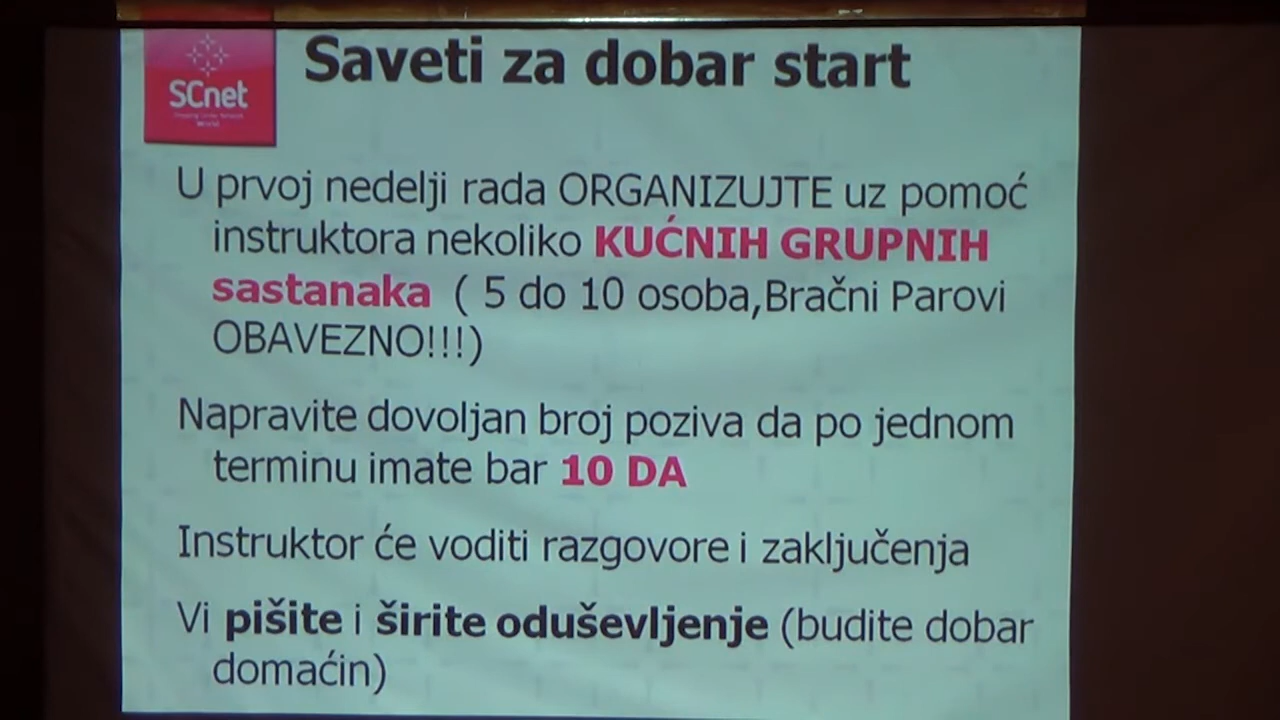 SCnet
Saveti za dobar start
U prvoj nedelji rada ORGANIZUJTE uz pomoć
instruktora nekoliko KUĆNIH GRUPNIH
sastanaka ( 5 do 10 osoba,Bračni Parovi
OBAVEZNO!!!)
Napravite dovoljan broj poziva da po jednom
terminu imate bar 10 DA
Instruktor će voditi razgovore i zaključenja
Vi pišite i širite oduševljenje (budite dobar
domaćin)